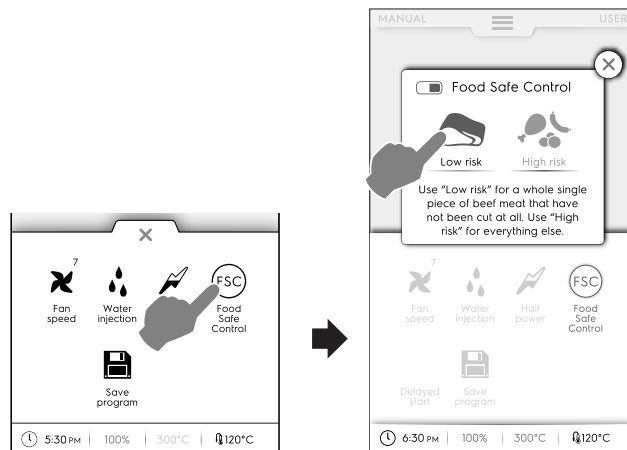 7
FSC
Fan
speed
Water
injection
Food
Safe
Control
Save
program
5:30 PM 100% 300°C 120°C
MANUAL USER
Food Safe Control
Low risk High risk
Use “Low risk” for a whole single
piece of beef meat that have
not been cut at all. Use “High
risk” for everything else.
7
FSC
Fan
speed
Water
injection
Half
power
Food
Safe
Control
Delayed
start
Save
program
6:30 PM 100% 300°C 120°C